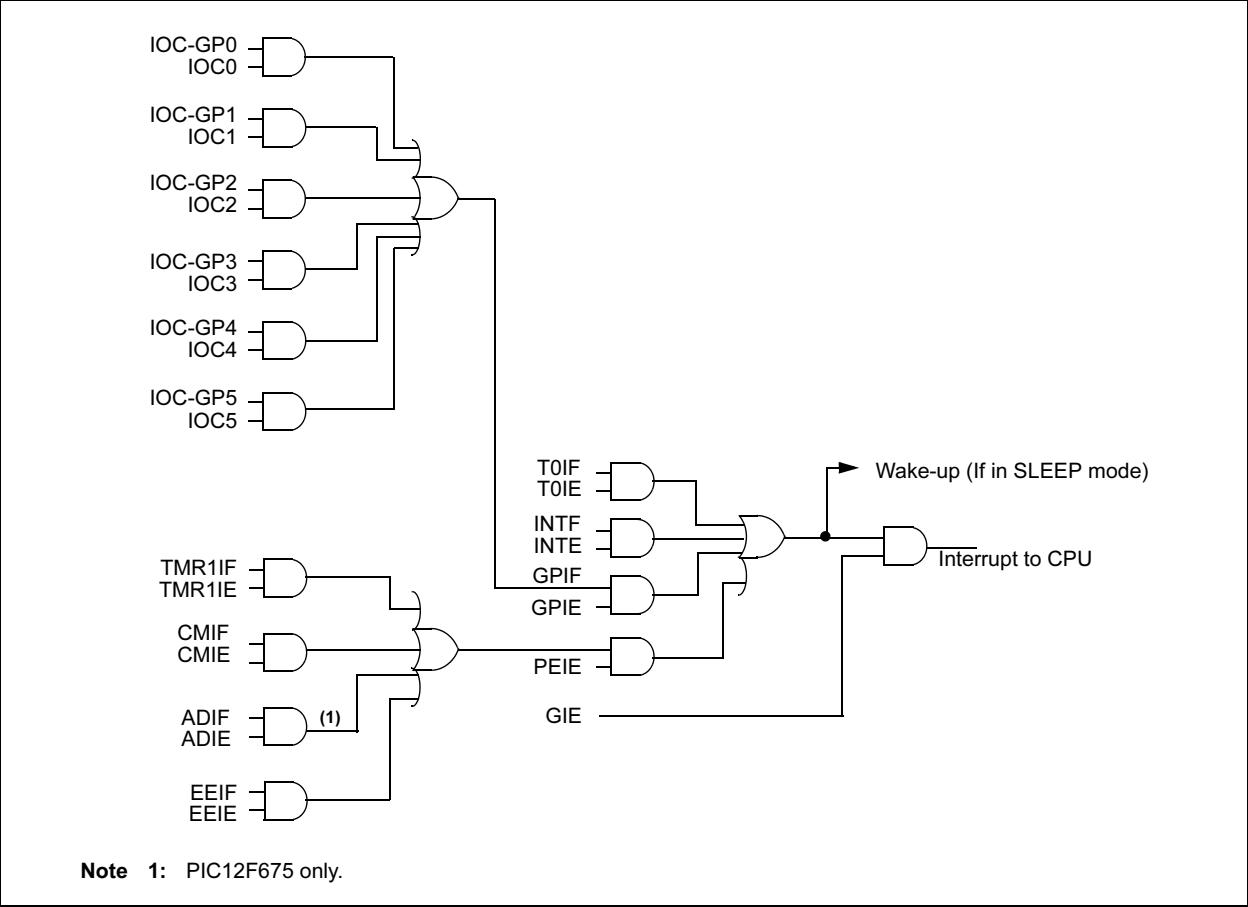 IOC-GP0
IOC0
IOC-GP1
IOC1
IOC-GP2
IOC2
IOC-GP3
IOC3
IOC-GP4
IOC4
IOC-GP5
IOC5
T0IF
T0IE
Wake-up (If in SLEEP mode)
INTF
INTE
Interrupt to CPU
GPIF
GPIE
TMR1IF
TMR1IE
CMIF
CMIE
PEIE
ADIF
ADIE
(1)
GIE
EEIF
EEIE
Note 1: PIC12F675 only.